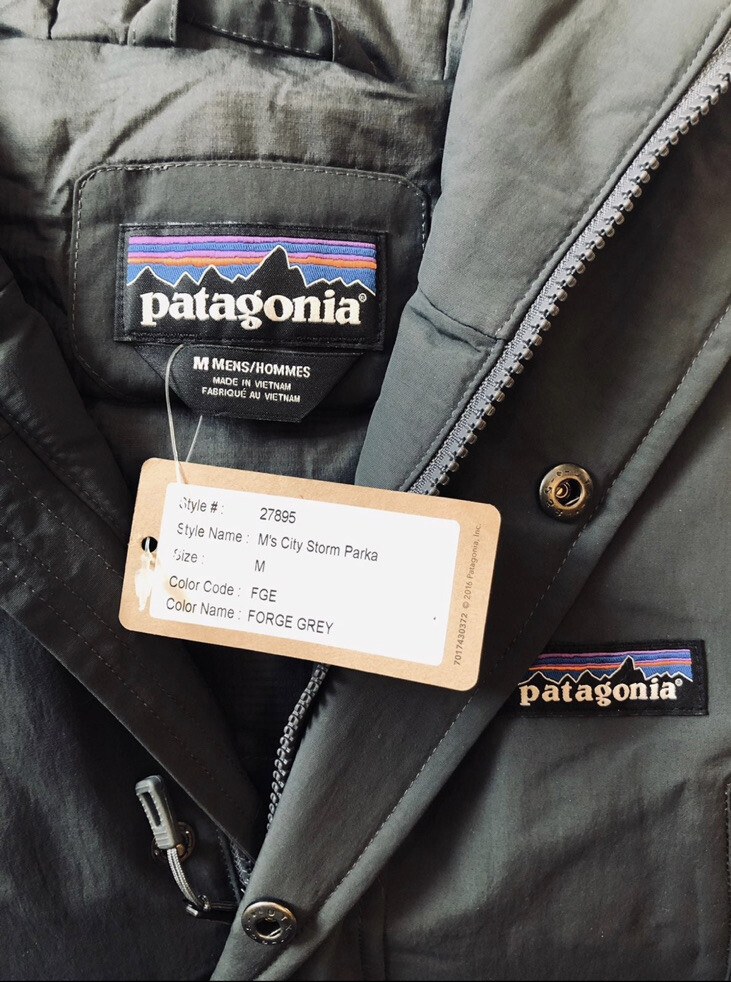 patagonia®
M MENS/HOMMES
MADE IN VIETNAM
FABRIQUÉ AU VIETNAM
Style # : 27895
Style Name : M's City Storm Parka
Size : M
Color Code : FGE
Color Name : FORGE GREY
7017430372 © 2016 Patagonia, Inc.
patagonia®